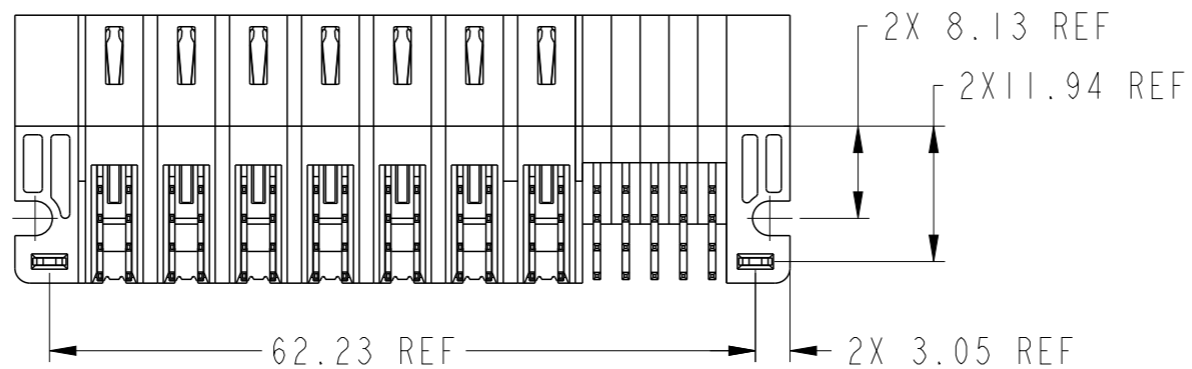 2X 8.13 REF
2X11.94 REF
62.23 REF
2X 3.05 REF